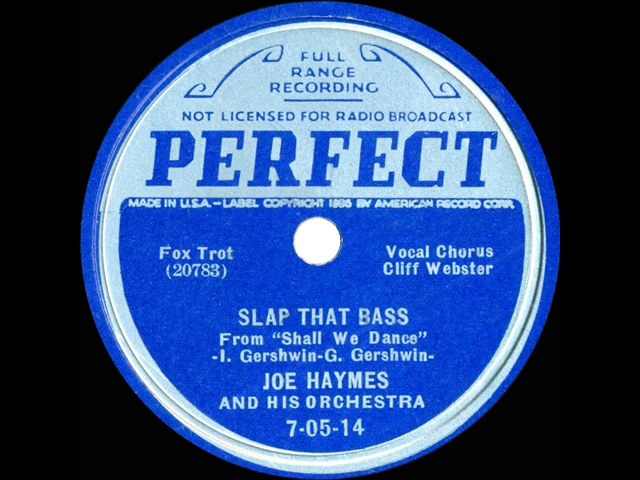 FULL
RANGE
RECORDING
NOT LICENSED FOR RADIO BROADCAST
PERFECT
MADE IN U.S.A.—LABEL COPYRIGHT 1935 BY AMERICAN RECORD CORP.
Fox Trot
(20783)
Vocal Chorus
Cliff Webster
SLAP THAT BASS
From "Shall We Dance"
-I. Gershwin-G. Gershwin-
JOE HAYMES
AND HIS ORCHESTRA
7-05-14